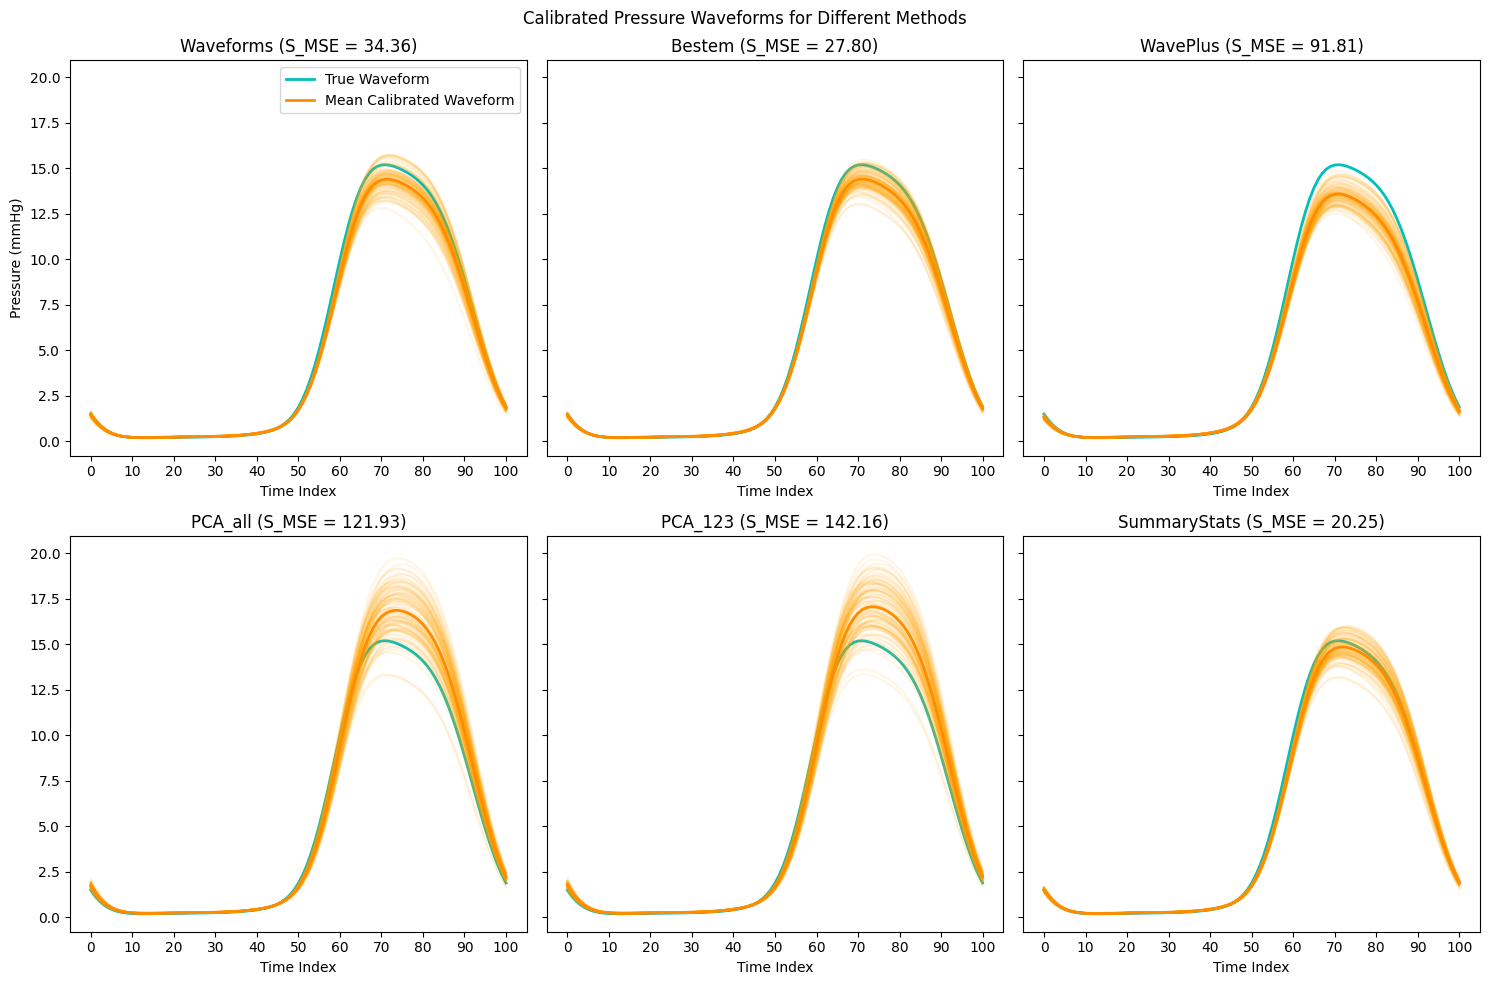 Calibrated Pressure Waveforms for Different Methods
Waveforms (S_MSE = 34.36)
Bestem (S_MSE = 27.80)
WavePlus (S_MSE = 91.81)
True Waveform
Mean Calibrated Waveform
Pressure (mmHg)
20.0
17.5
15.0
12.5
10.0
7.5
5.0
2.5
0.0
0 10 20 30 40 50 60 70 80 90 100
0 10 20 30 40 50 60 70 80 90 100
0 10 20 30 40 50 60 70 80 90 100
Time Index
Time Index
Time Index
PCA_all (S_MSE = 121.93)
PCA_123 (S_MSE = 142.16)
SummaryStats (S_MSE = 20.25)
20.0
17.5
15.0
12.5
10.0
7.5
5.0
2.5
0.0
0 10 20 30 40 50 60 70 80 90 100
0 10 20 30 40 50 60 70 80 90 100
0 10 20 30 40 50 60 70 80 90 100
Time Index
Time Index
Time Index